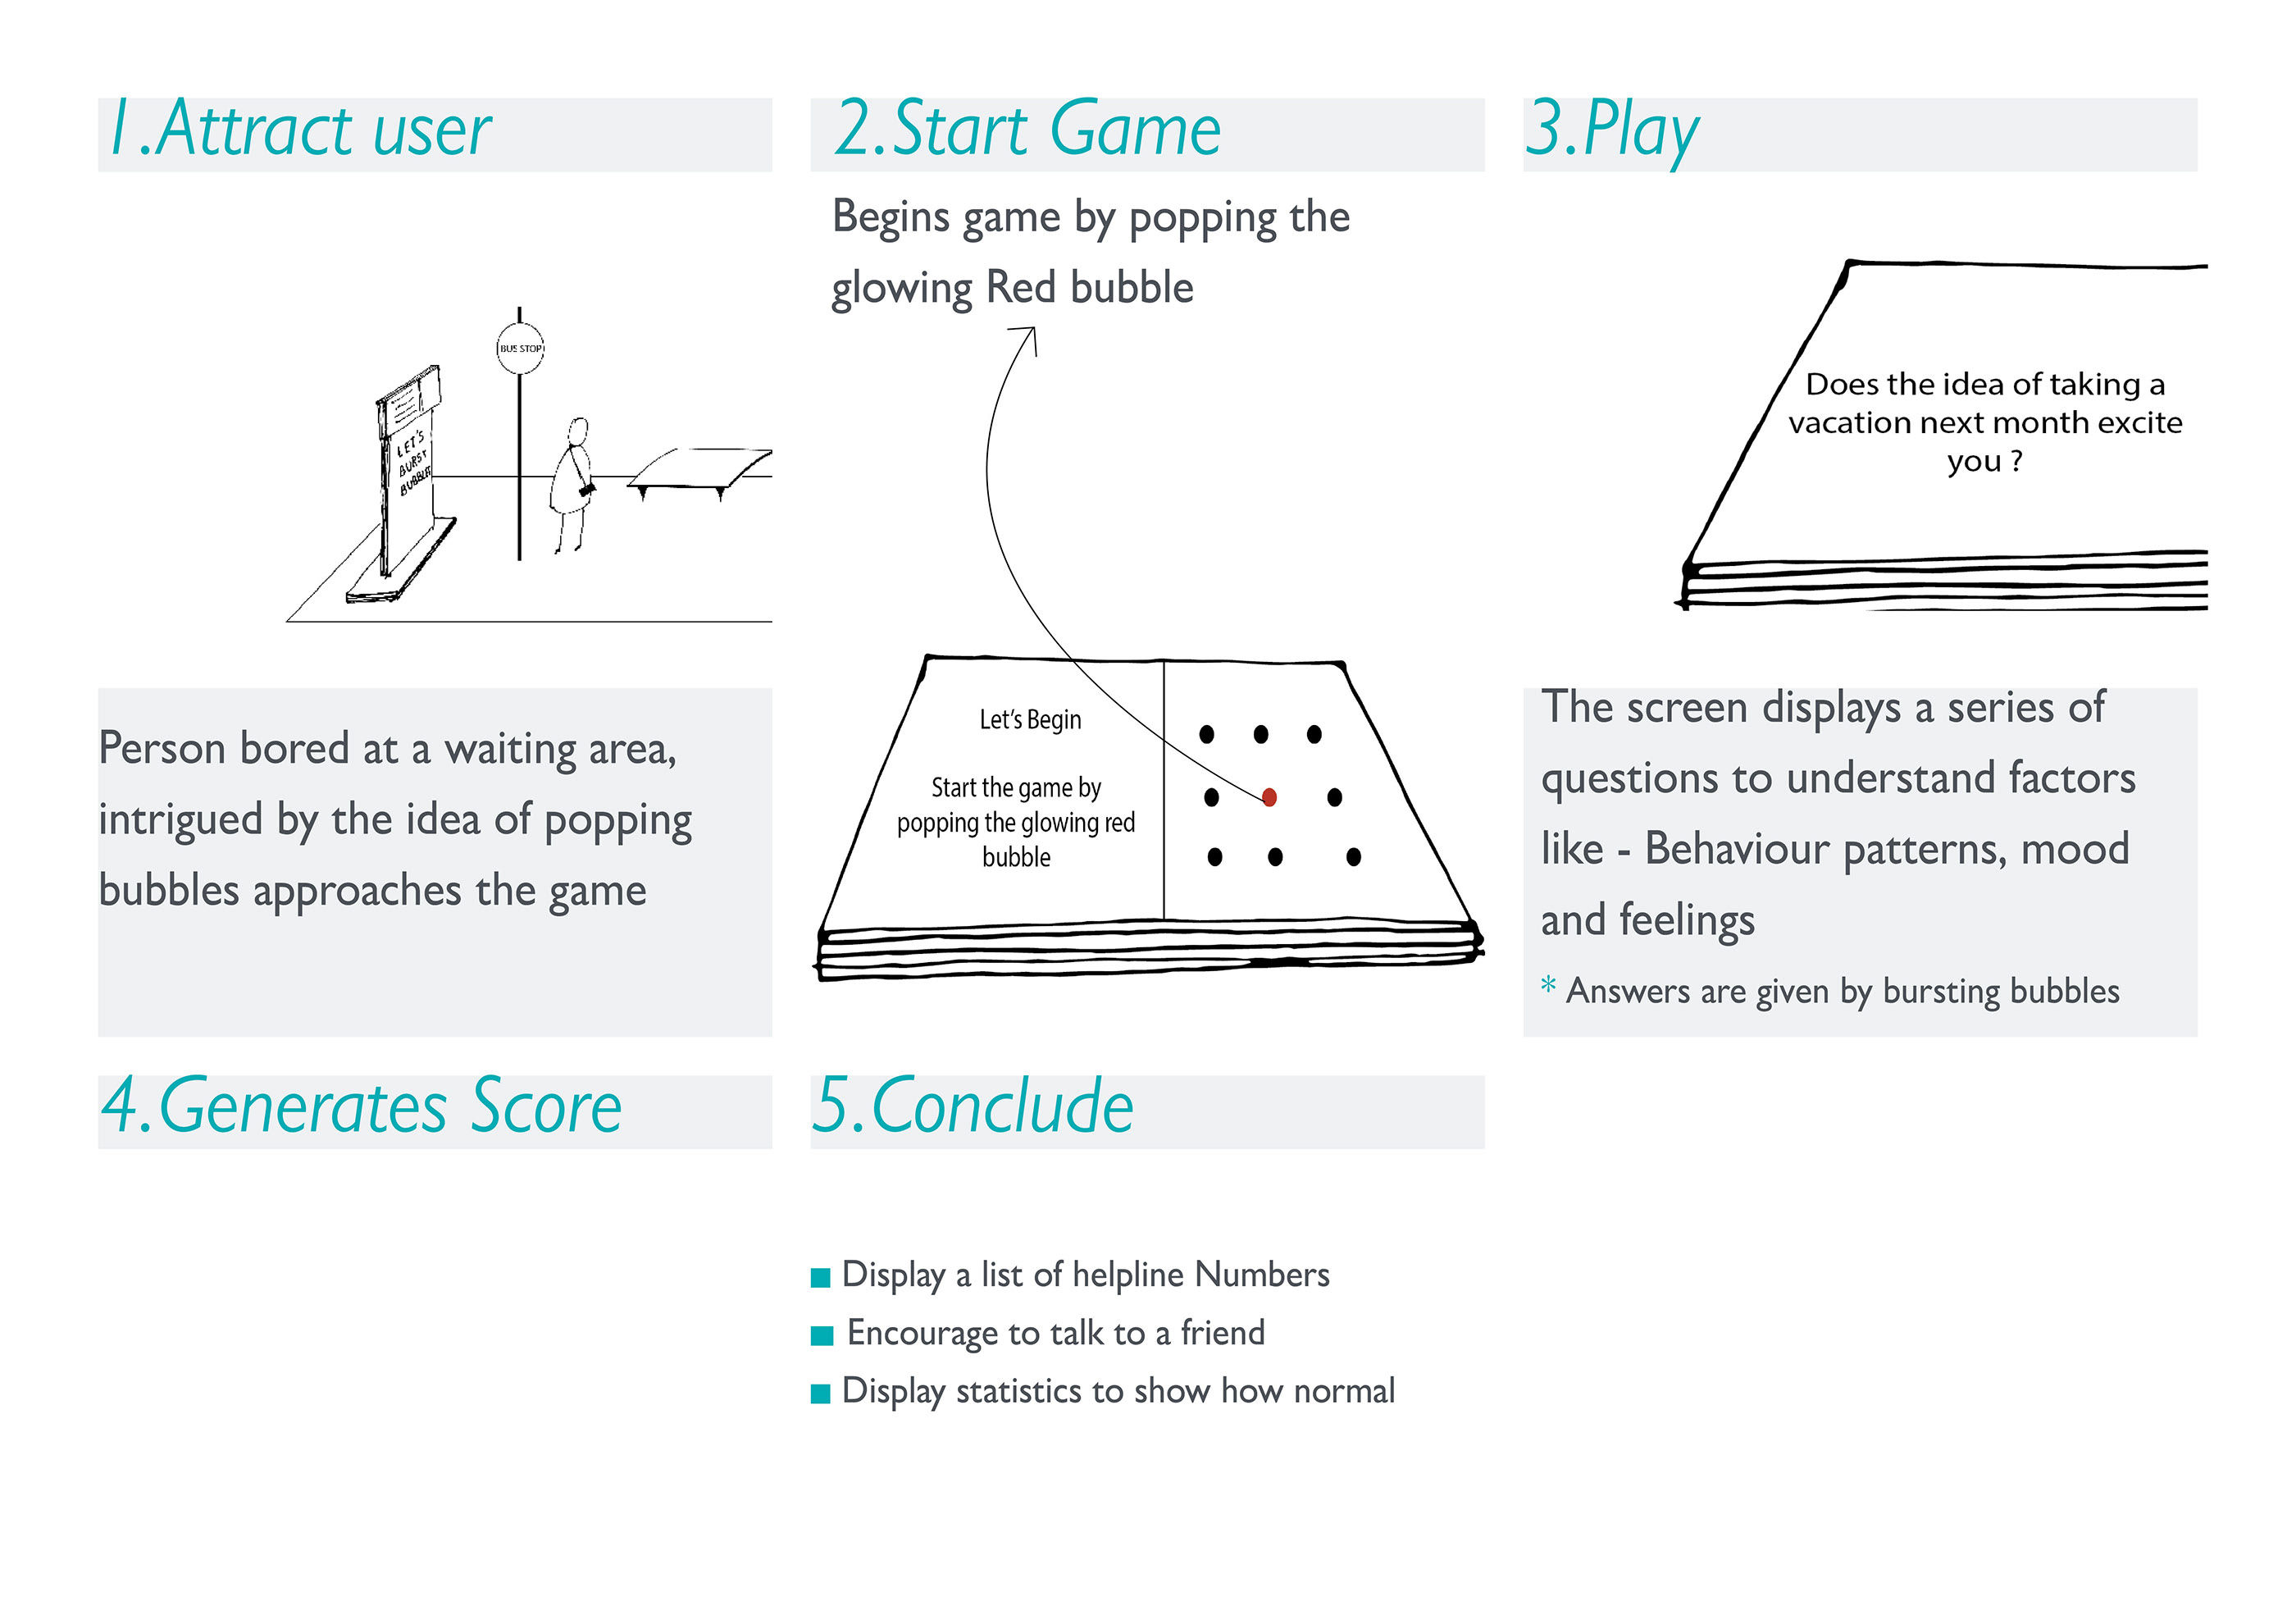 1.Attract user
BUS STOP
LET'S
BURST
BUBBLES
Person bored at a waiting area,
intrigued by the idea of popping
bubbles approaches the game
2.Start Game
Begins game by popping the
glowing Red bubble
Let's Begin
Start the game by
popping the glowing red
bubble
3.Play
Does the idea of taking a
vacation next month excite
you ?
The screen displays a series of
questions to understand factors
like - Behaviour patterns, mood
and feelings
* Answers are given by bursting bubbles
4.Generates Score
5.Conclude
Display a list of helpline Numbers
Encourage to talk to a friend
Display statistics to show how normal